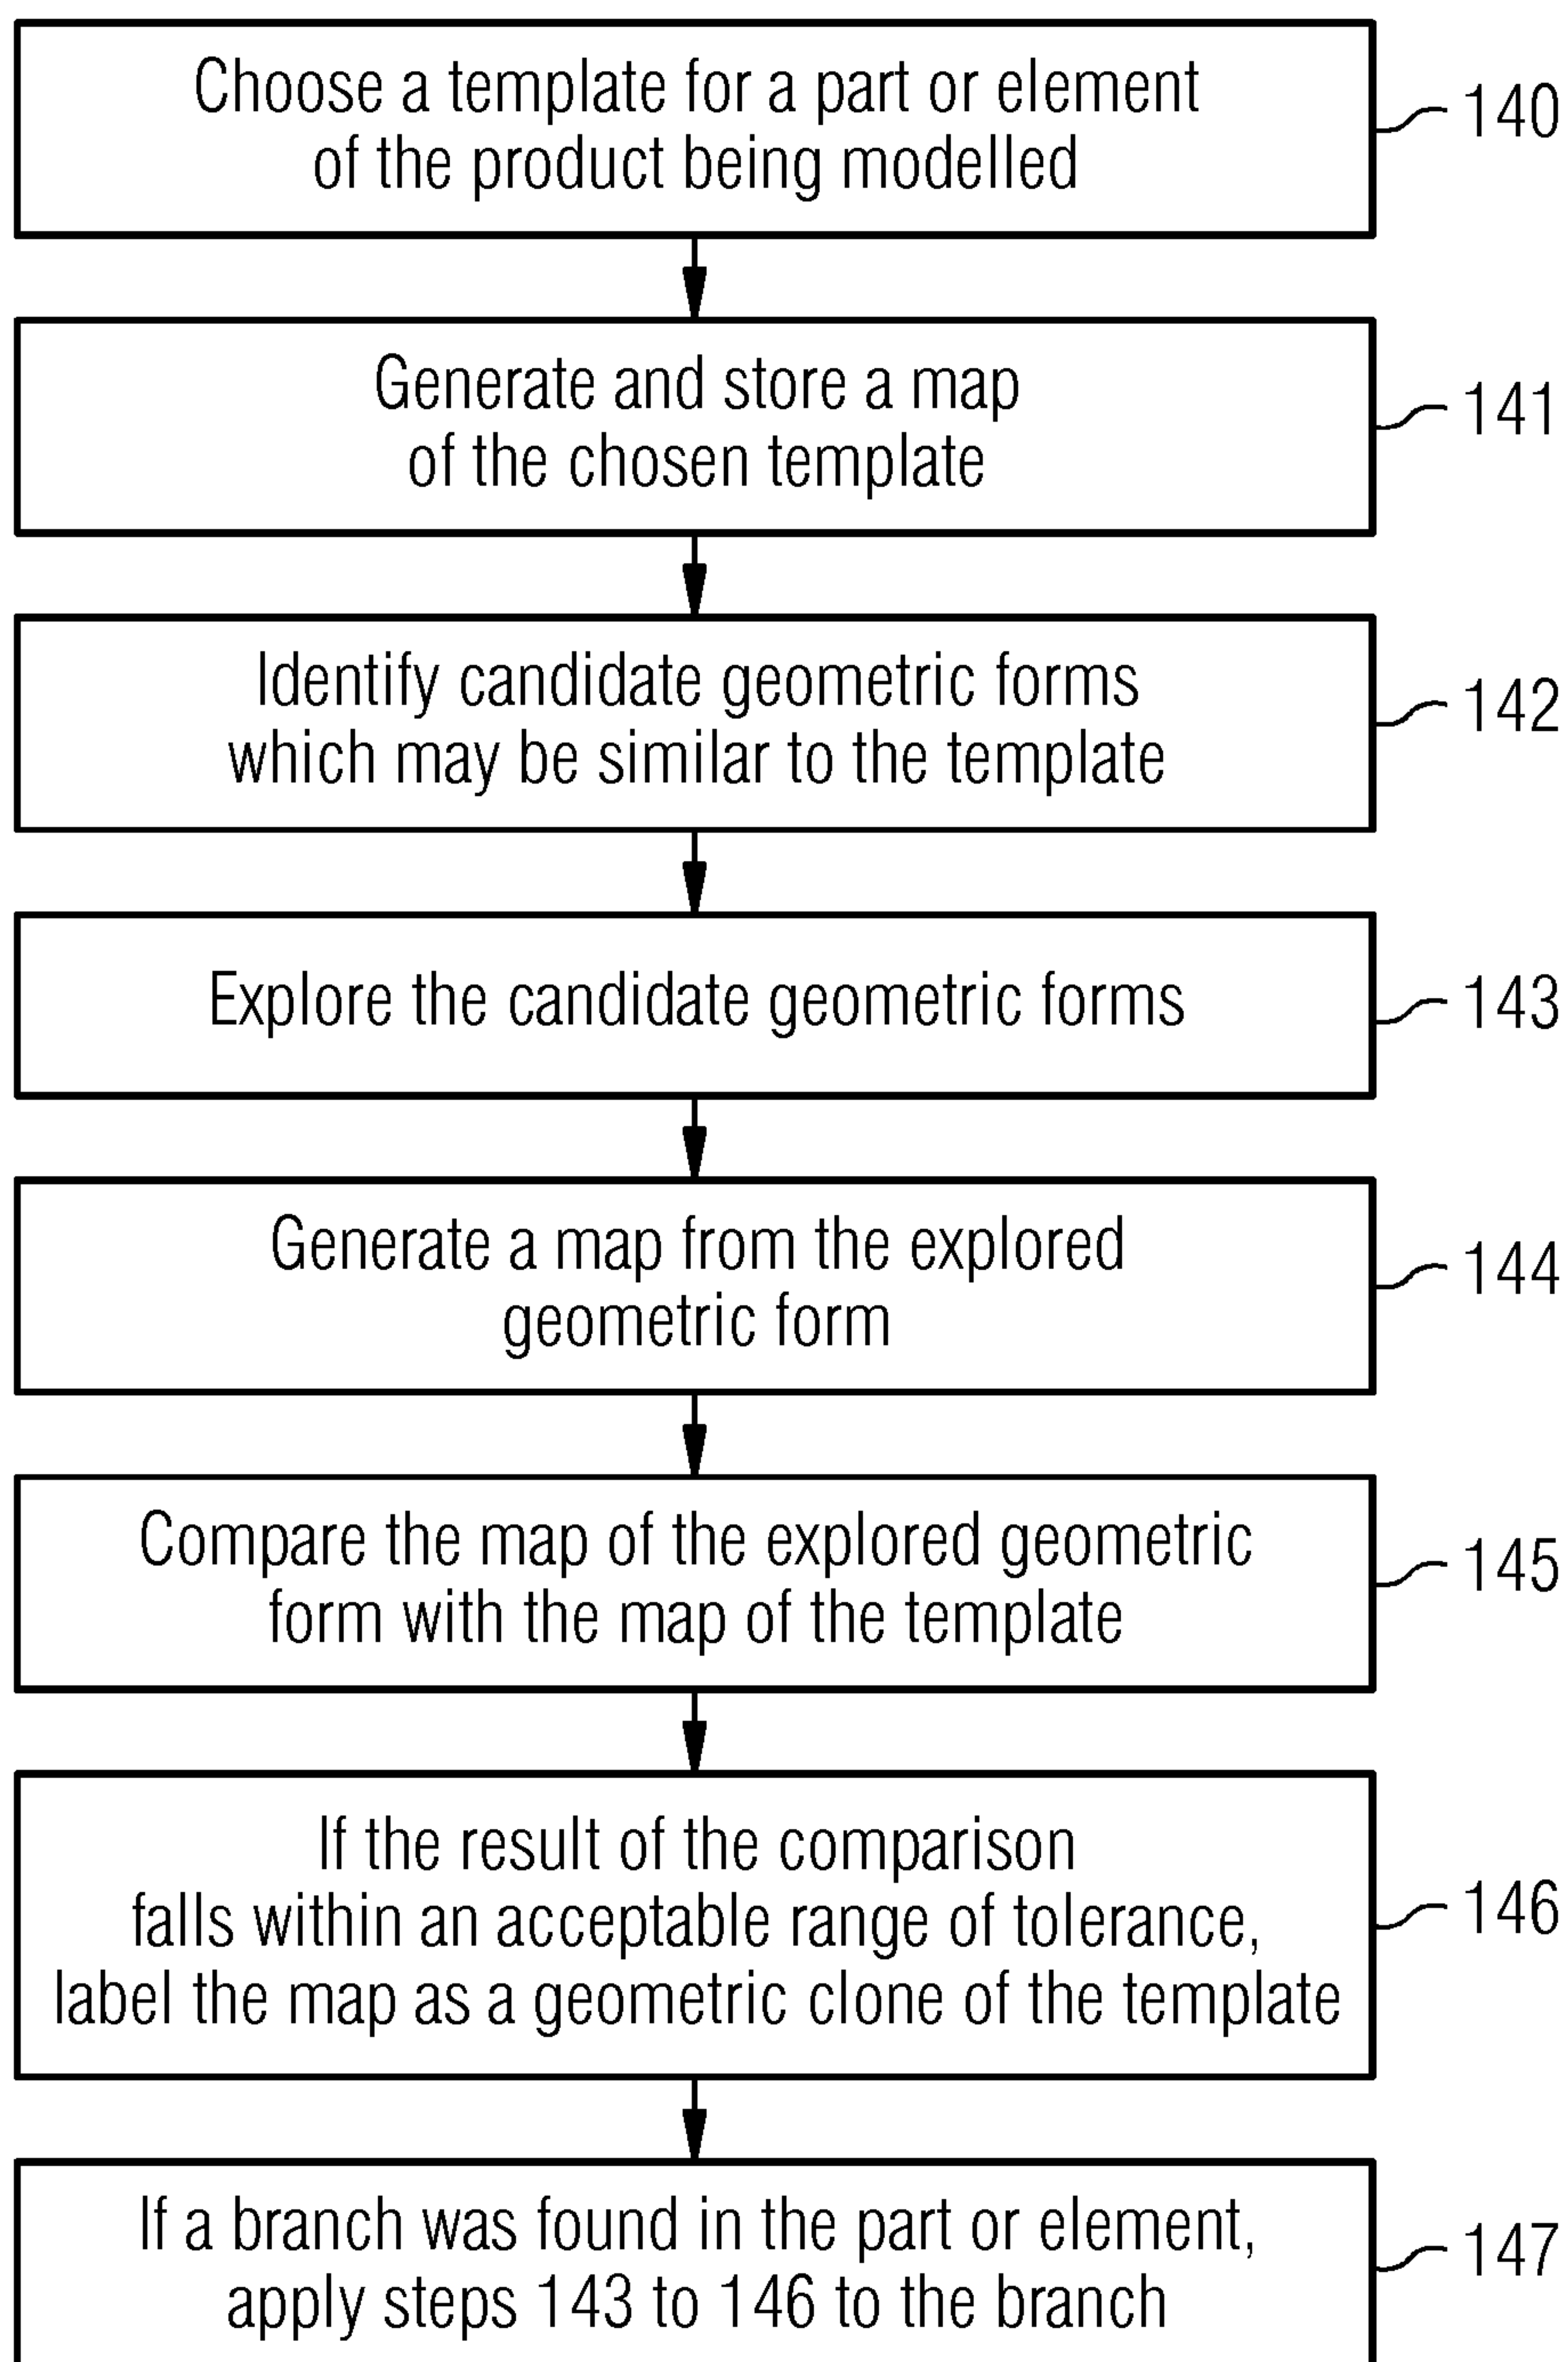 Choose a template for a part or element
of the product being modelled
140
Generate and store a map
of the chosen template
141
Identify candidate geometric forms
which may be similar to the template
142
Explore the candidate geometric forms
143
Generate a map from the explored
geometric form
144
Compare the map of the explored geometric
form with the map of the template
145
If the result of the comparison
falls within an acceptable range of tolerance,
label the map as a geometric clone of the template
146
If a branch was found in the part or element,
apply steps 143 to 146 to the branch
147